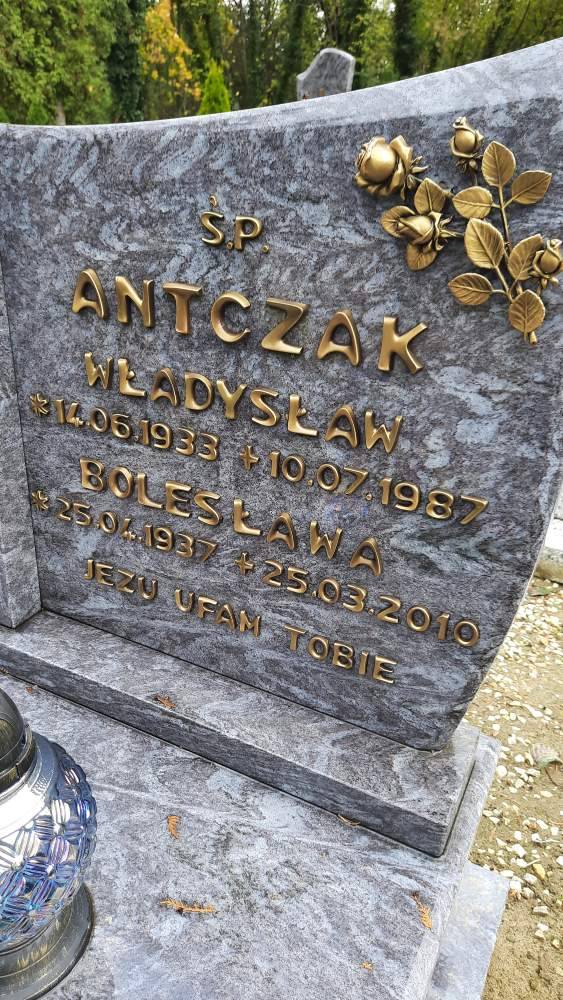 Ś.P.
ANTCZAK
WŁADYSŁAW
* 14.06.1933 + 10.07.1987
BOLESŁAWA
* 25.04.1937 + 25.03.2010
JEZU UFAM TOBIE